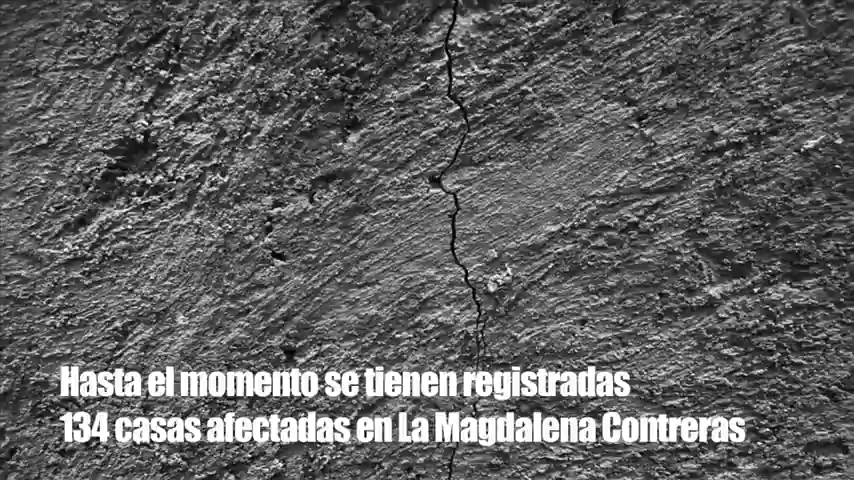 Hasta el momento se tienen registradas
134 casas afectadas en La Magdalena Contreras